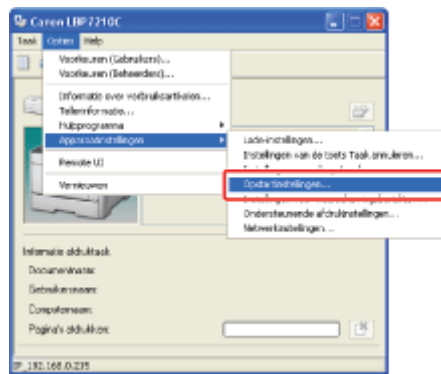 Canon LBP7210C
Taak Opties Help
Voorkeuren (Gebruikers)...
Voorkeuren (Beheerders)...
Informatie over verbruiksartikelen...
Tellerinformatie...
Hulpprogramma
Apparaatinstellingen
Remote UI
Vernieuwen
Lade-instellingen...
Instellingen van de toets Taak annuleren...
Opstartinstellingen...
Ondersteunende afdrukinstellingen...
Netwerkinstellingen...
Informatie afdruktaak
Documentnaam:
Gebruikersnaam:
Computernaam:
Pagina's afdrukken:
IP_192.168.0.215